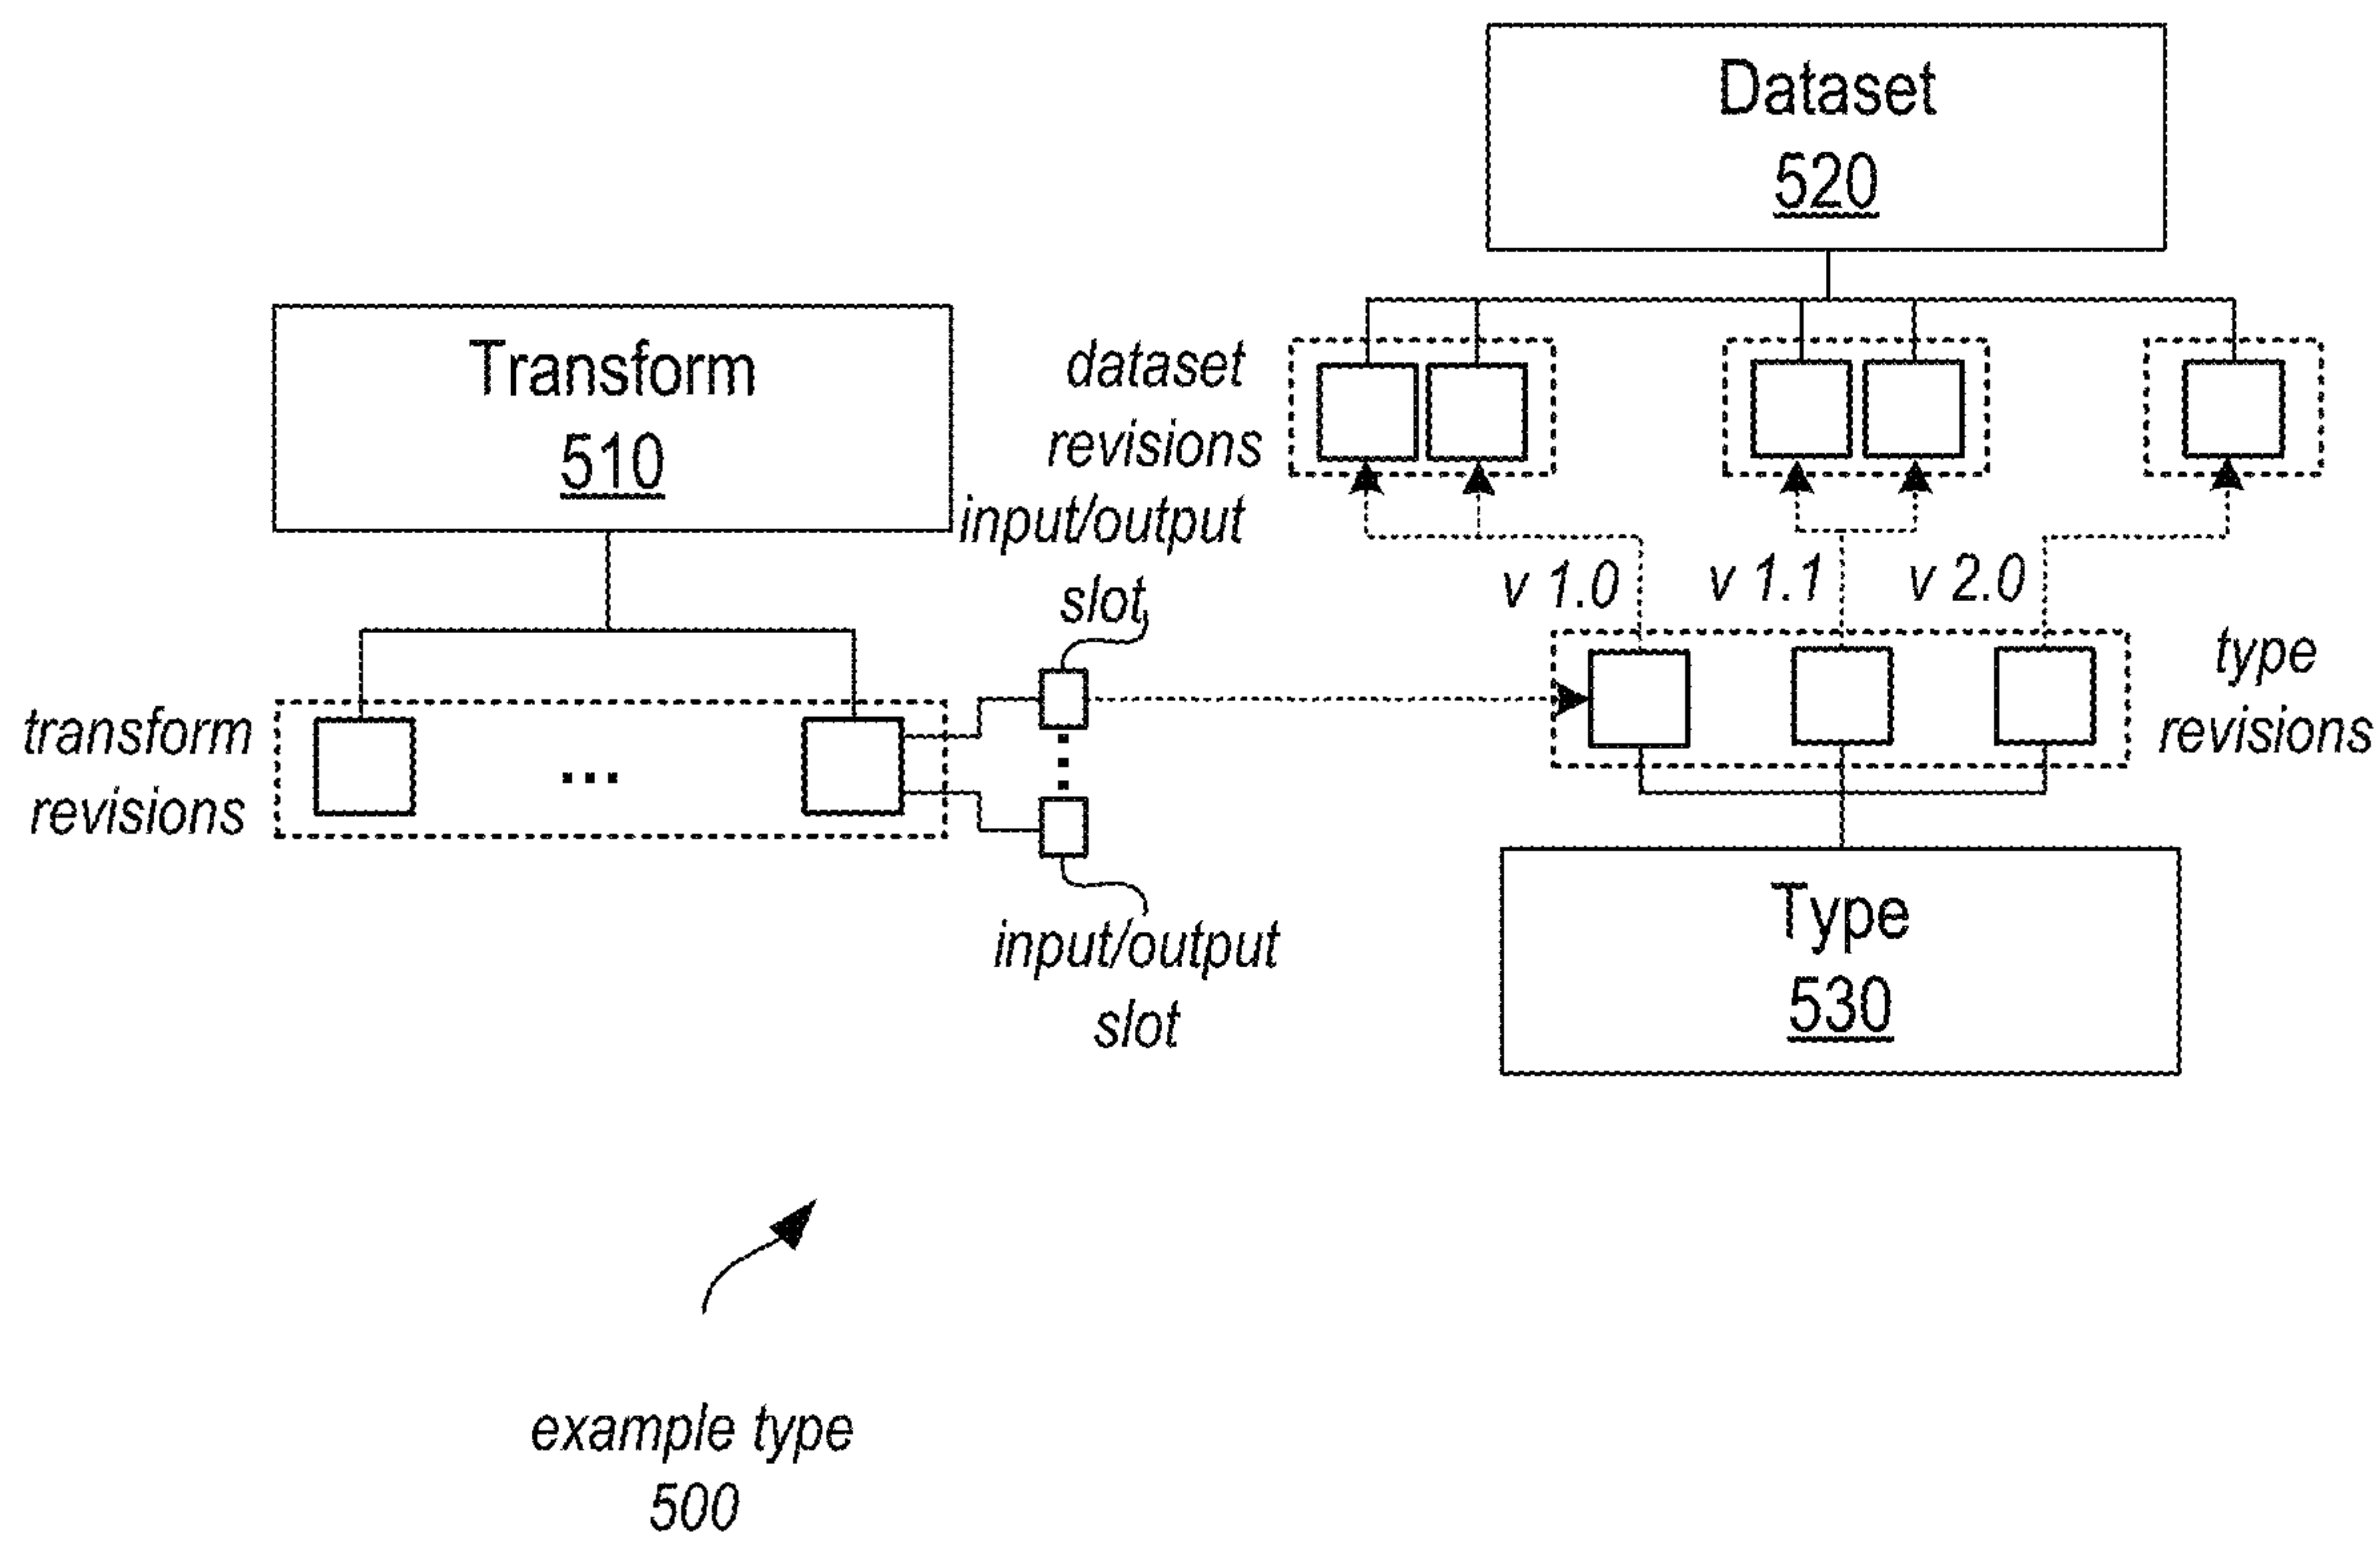 Dataset
520
Transform
510
dataset
revisions
input/output
slot
v 1.0
v 1.1
v 2.0
type
revisions
transform
revisions
...
input/output
slot
Type
530
example type
500